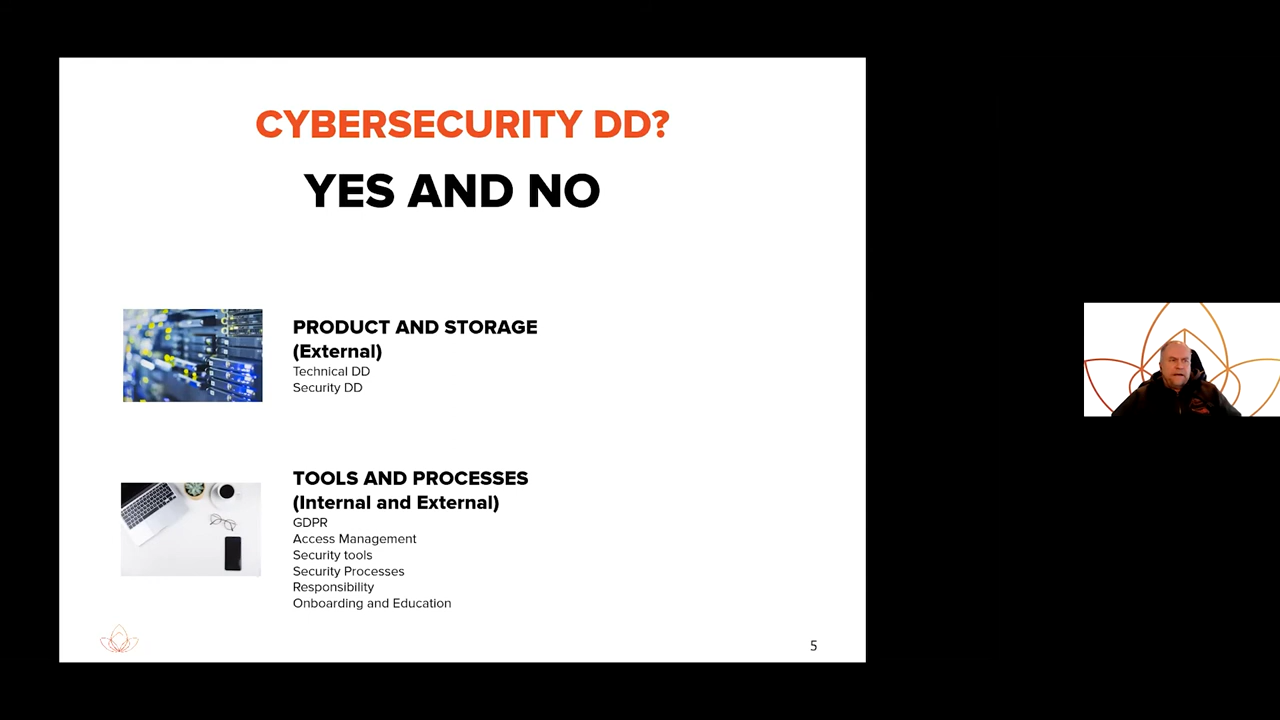 CYBERSECURITY DD?
YES AND NO
PRODUCT AND STORAGE
(External)
Technical DD
Security DD
TOOLS AND PROCESSES
(Internal and External)
GDPR
Access Management
Security tools
Security Processes
Responsibility
Onboarding and Education
5